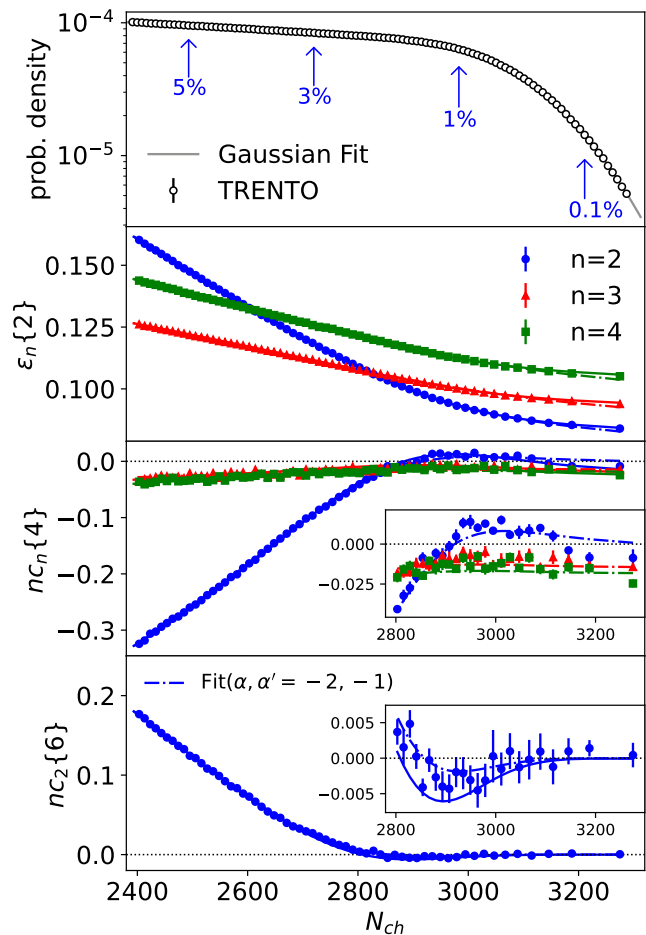 10⁻⁴
10⁻⁵
prob. density
5%
3%
1%
0.1%
Gaussian Fit
TRENTO
0.150
0.125
0.100
εₙ{2}
n=2
n=3
n=4
0.0
−0.1
−0.2
−0.3
ncₙ{4}
0.000
−0.025
2800 3000 3200
0.2
0.1
0.0
nc₂{6}
Fit(α, α′ = −2, −1)
0.005
0.000
−0.005
2800 3000 3200
2400 2600 2800 3000 3200
N_ch